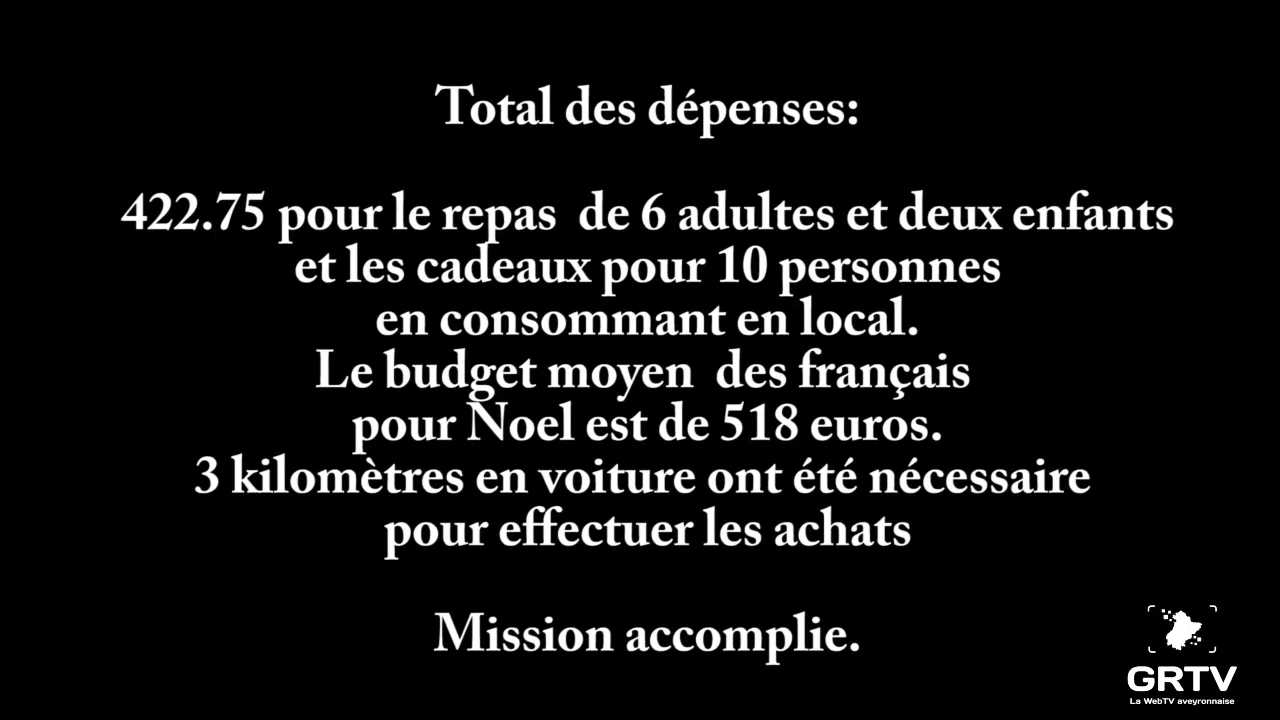 Total des dépenses:
422.75 pour le repas de 6 adultes et deux enfants
et les cadeaux pour 10 personnes
en consommant en local.
Le budget moyen des français
pour Noel est de 518 euros.
3 kilomètres en voiture ont été nécessaire
pour effectuer les achats
Mission accomplie.
GRTV
La WebTV aveyronnaise